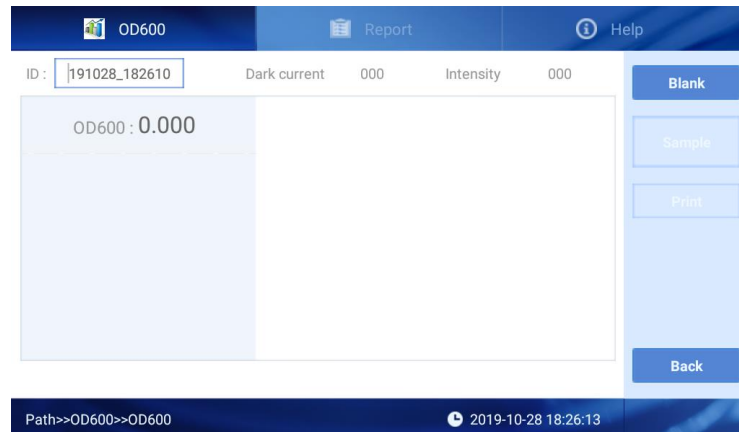 OD600 Report Help
ID : 191028_182610 Dark current 000 Intensity 000
Blank
OD600 : 0.000
Sample
Print
Back
Path>>OD600>>OD600 2019-10-28 18:26:13